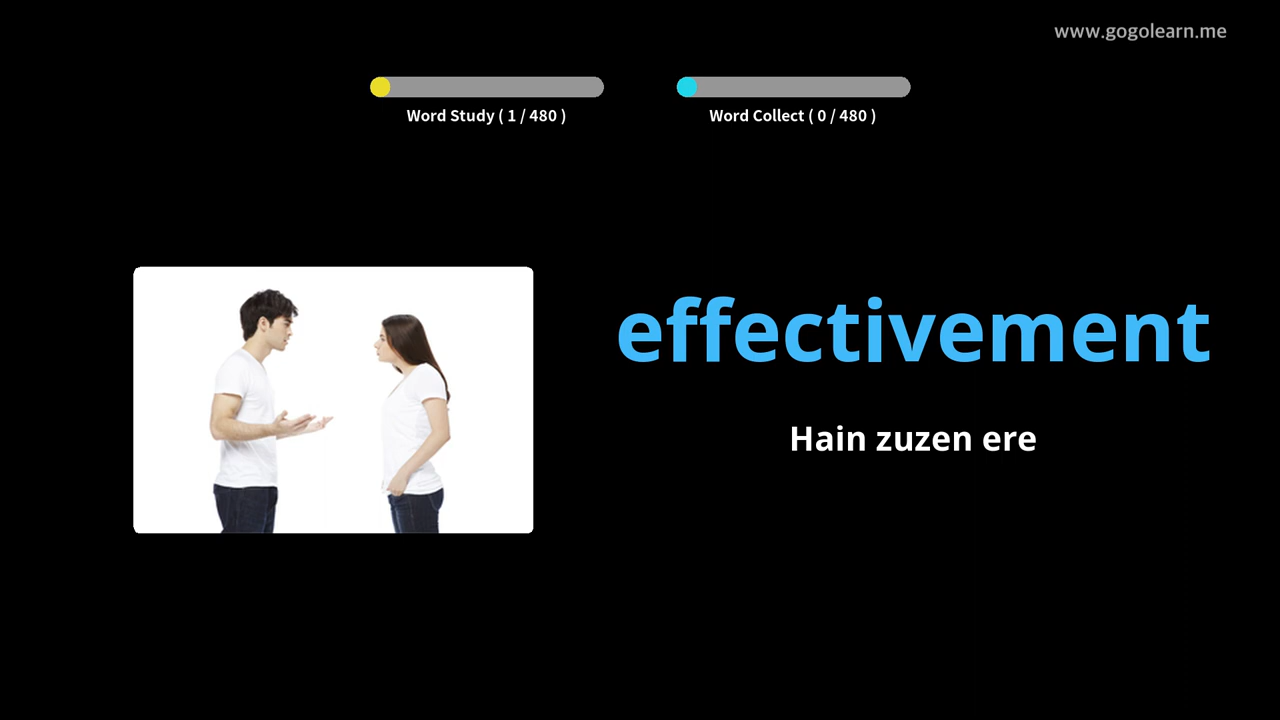 www.gogolearn.me
Word Study ( 1 / 480 )
Word Collect ( 0 / 480 )
effectivement
Hain zuzen ere